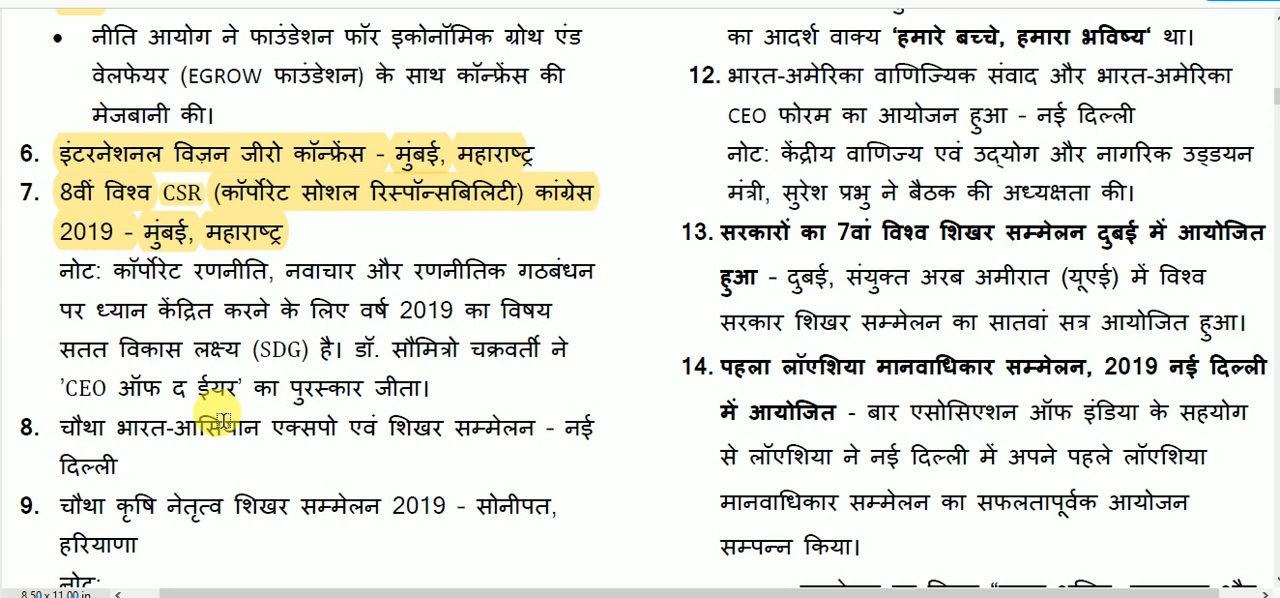 • नीति आयोग ने फाउंडेशन फॉर इकोनॉमिक ग्रोथ एंड
वेलफेयर (EGROW फाउंडेशन) के साथ कॉन्फ्रेंस की
मेजबानी की।
6. इंटरनेशनल विज़न जीरो कॉन्फ्रेंस - मुंबई, महाराष्ट्र
7. 8वीं विश्व CSR (कॉर्पोरेट सोशल रिस्पॉन्सबिलिटी) कांग्रेस
2019 - मुंबई, महाराष्ट्र
नोट: कॉर्पोरेट रणनीति, नवाचार और रणनीतिक गठबंधन
पर ध्यान केंद्रित करने के लिए वर्ष 2019 का विषय
सतत विकास लक्ष्य (SDG) है। डॉ. सौमित्रो चक्रवर्ती ने
'CEO ऑफ द ईयर' का पुरस्कार जीता।
8. चौथा भारत-आसियान एक्सपो एवं शिखर सम्मेलन - नई
दिल्ली
9. चौथा कृषि नेतृत्व शिखर सम्मेलन 2019 - सोनीपत,
हरियाणा
नोट:
8.50 x 11.00 in
का आदर्श वाक्य ‘हमारे बच्चे, हमारा भविष्य‘ था।
12. भारत-अमेरिका वाणिज्यिक संवाद और भारत-अमेरिका
CEO फोरम का आयोजन हुआ - नई दिल्ली
नोट: केंद्रीय वाणिज्य एवं उद्योग और नागरिक उड्डयन
मंत्री, सुरेश प्रभु ने बैठक की अध्यक्षता की।
13. सरकारों का 7वां विश्व शिखर सम्मेलन दुबई में आयोजित
हुआ - दुबई, संयुक्त अरब अमीरात (यूएई) में विश्व
सरकार शिखर सम्मेलन का सातवां सत्र आयोजित हुआ।
14. पहला लॉएशिया मानवाधिकार सम्मेलन, 2019 नई दिल्ली
में आयोजित - बार एसोसिएशन ऑफ इंडिया के सहयोग
से लॉएशिया ने नई दिल्ली में अपने पहले लॉएशिया
मानवाधिकार सम्मेलन का सफलतापूर्वक आयोजन
सम्पन्न किया।